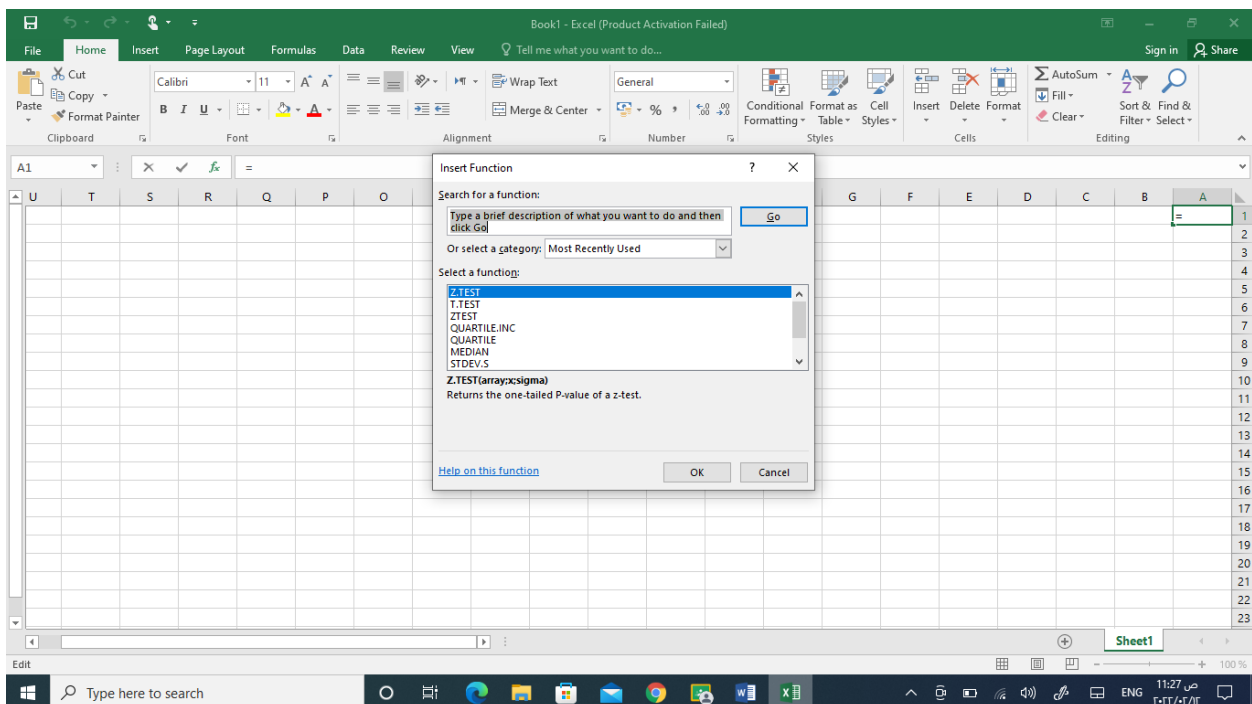 Book1 - Excel (Product Activation Failed)
File Home Insert Page Layout Formulas Data Review View Tell me what you want to do... Sign in Share
Paste
Cut
Copy
Format Painter
Clipboard
Calibri 11
B I U
Font
Wrap Text
Merge & Center
Alignment
General
% ,
Number
Conditional Formatting
Format as Table
Cell Styles
Styles
Insert Delete Format
Cells
AutoSum
Fill
Clear
Sort & Filter
Find & Select
Editing
A1 fx =
Insert Function ? ×
Search for a function:
Type a brief description of what you want to do and then
click Go
Go
Or select a category: Most Recently Used
Select a function:
Z.TEST
T.TEST
ZTEST
QUARTILE.INC
QUARTILE
MEDIAN
STDEV.S
Z.TEST(array;x;sigma)
Returns the one-tailed P-value of a z-test.
Help on this function
OK Cancel
U T S R Q P O G F E D C B A
= 1
2
3
4
5
6
7
8
9
10
11
12
13
14
15
16
17
18
19
20
21
22
23
Sheet1
Edit 100 %
Type here to search
ENG
11:27 ص